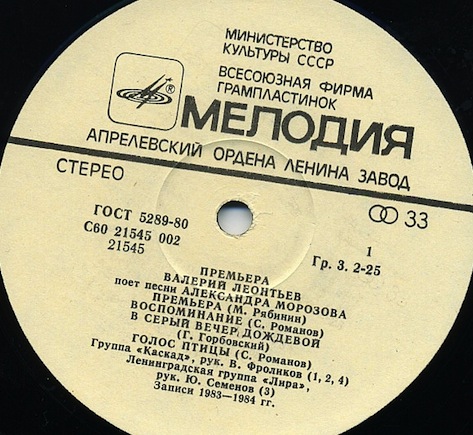 МИНИСТЕРСТВО
КУЛЬТУРЫ СССР
ВСЕСОЮЗНАЯ ФИРМА
ГРАМПЛАСТИНОК
®
МЕЛОДИЯ
АПРЕЛЕВСКИЙ ОРДЕНА ЛЕНИНА ЗАВОД
СТЕРЕО
33
ГОСТ 5289-80
С60 21545 002
21545
1
Гр. 3. 2-25
ПРЕМЬЕРА
ВАЛЕРИЙ ЛЕОНТЬЕВ
поет песни АЛЕКСАНДРА МОРОЗОВА
ПРЕМЬЕРА (М. Рябинин)
ВОСПОМИНАНИЕ (С. Романов)
В СЕРЫЙ ВЕЧЕР ДОЖДЕВОЙ
(Г. Горбовский)
ГОЛОС ПТИЦЫ (С. Романов)
Группа «Каскад», рук. В. Фроликов (1, 2, 4)
Ленинградская группа «Лира»,
рук. Ю. Семенов (3)
Записи 1983—1984 гг.